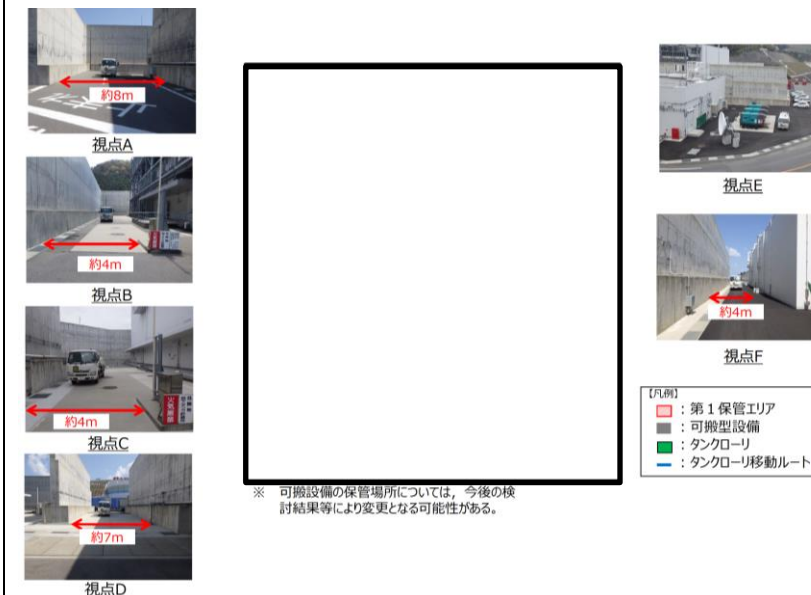 約8m
視点A
約4m
視点B
約4m
火気厳禁
視点C
約7m
視点D
※ 可搬設備の保管場所については，今後の検
討結果等により変更となる可能性がある。
視点E
約4m
視点F
【凡例】
：第１保管エリア
：可搬型設備
：タンクローリ
：タンクローリ移動ルート